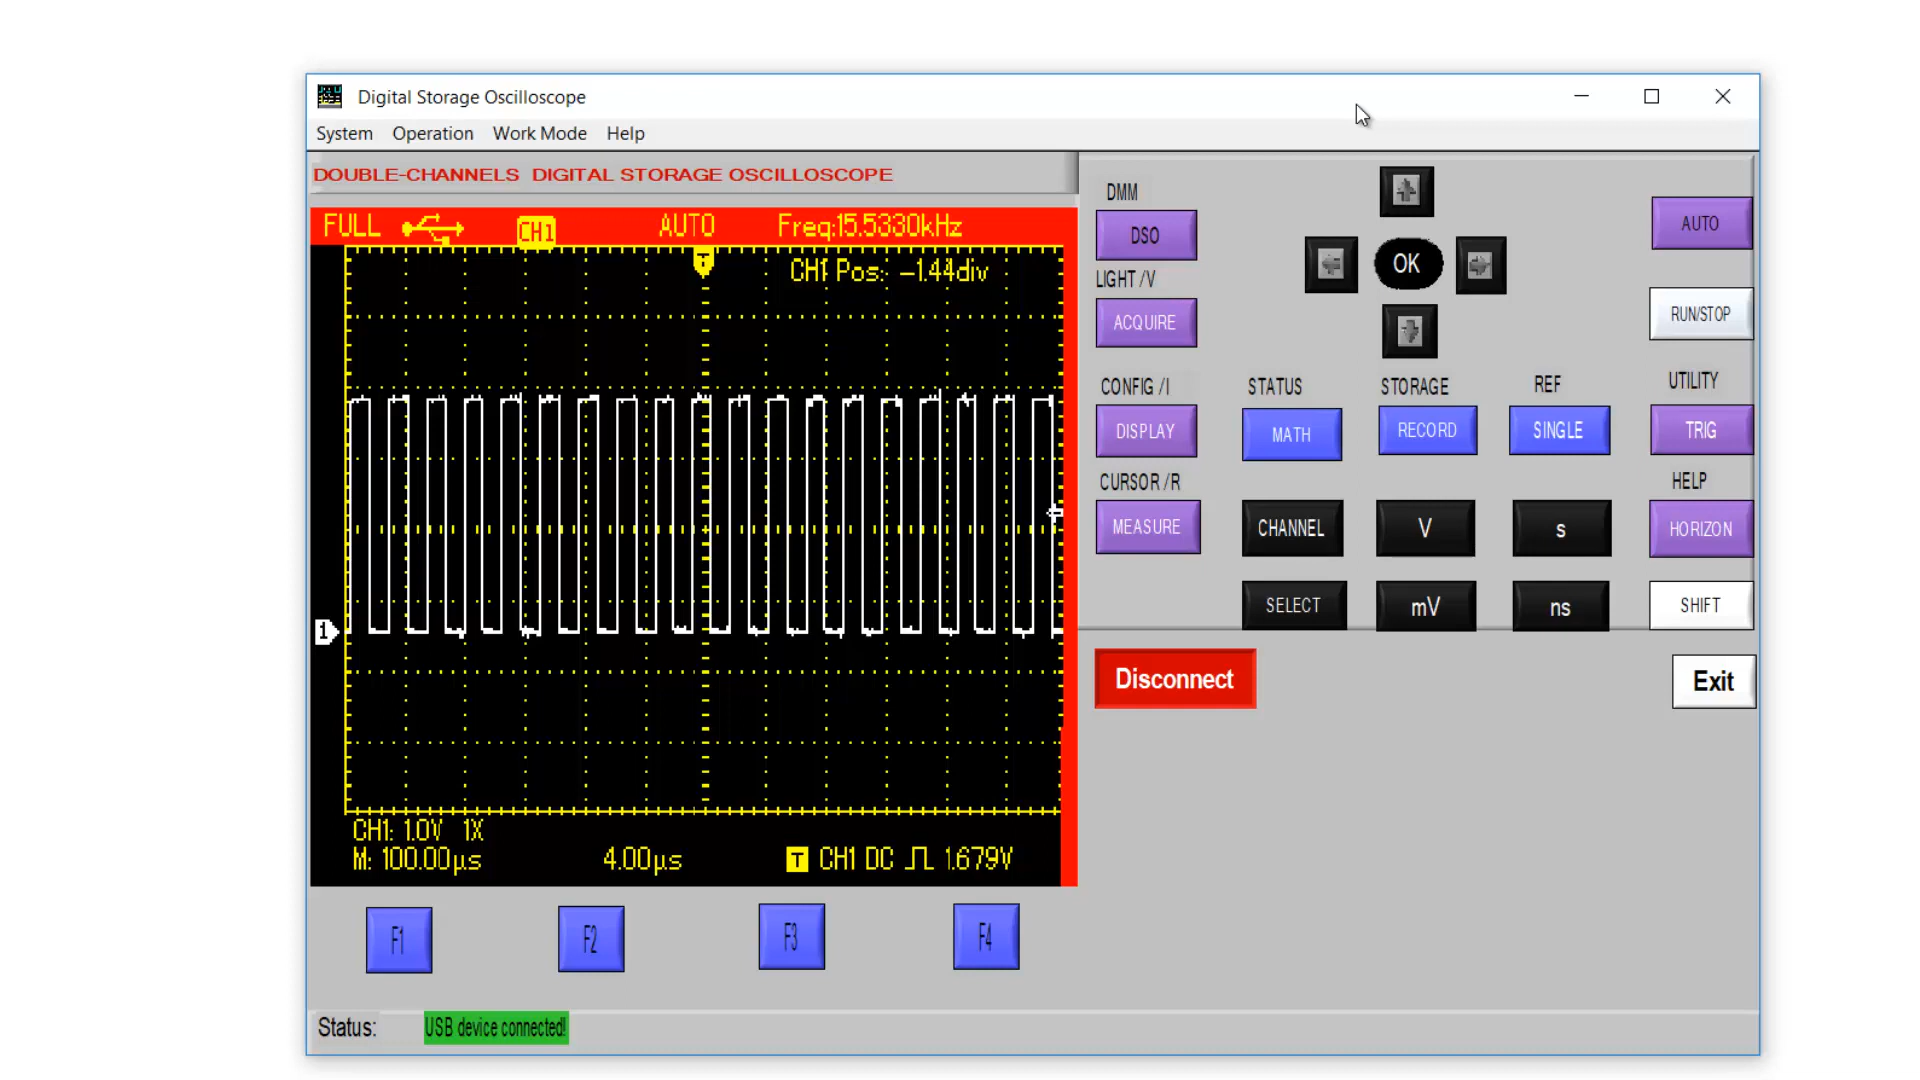 Digital Storage Oscilloscope
System Operation Work Mode Help
DOUBLE-CHANNELS DIGITAL STORAGE OSCILLOSCOPE
FULL CH1 AUTO Freq:15.5330kHz
T
CH1 Pos: -1.44div
1
CH1: 1.0V 1X
M: 100.00µs 4.00µs T CH1 DC 1.679V
F1 F2 F3 F4
DMM
DSO
OK
AUTO
LIGHT /V
ACQUIRE
RUN/STOP
CONFIG /I STATUS STORAGE REF UTILITY
DISPLAY MATH RECORD SINGLE TRIG
CURSOR /R HELP
MEASURE CHANNEL V s HORIZON
SELECT mV ns SHIFT
Disconnect Exit
Status: USB device connected!